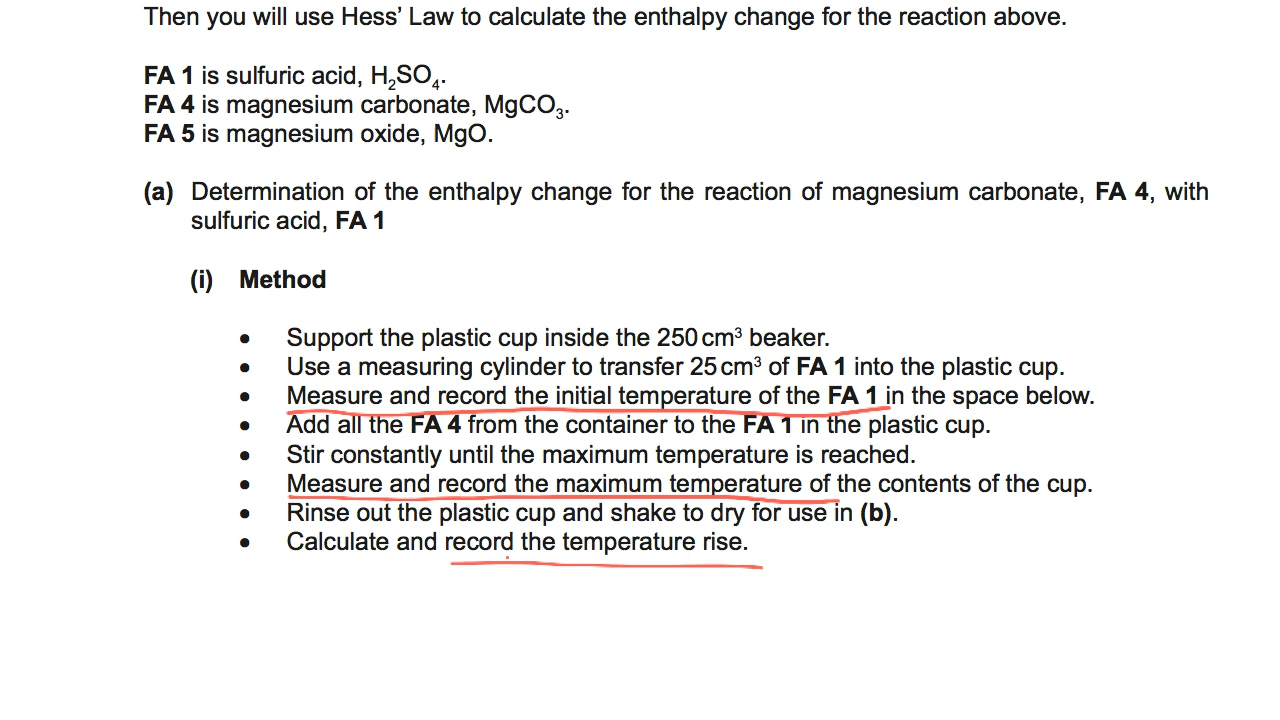 Then you will use Hess’ Law to calculate the enthalpy change for the reaction above.
FA 1 is sulfuric acid, H₂SO₄.
FA 4 is magnesium carbonate, MgCO₃.
FA 5 is magnesium oxide, MgO.
(a) Determination of the enthalpy change for the reaction of magnesium carbonate, FA 4, with
sulfuric acid, FA 1
(i) Method
• Support the plastic cup inside the 250 cm³ beaker.
• Use a measuring cylinder to transfer 25 cm³ of FA 1 into the plastic cup.
• Measure and record the initial temperature of the FA 1 in the space below.
• Add all the FA 4 from the container to the FA 1 in the plastic cup.
• Stir constantly until the maximum temperature is reached.
• Measure and record the maximum temperature of the contents of the cup.
• Rinse out the plastic cup and shake to dry for use in (b).
• Calculate and record the temperature rise.